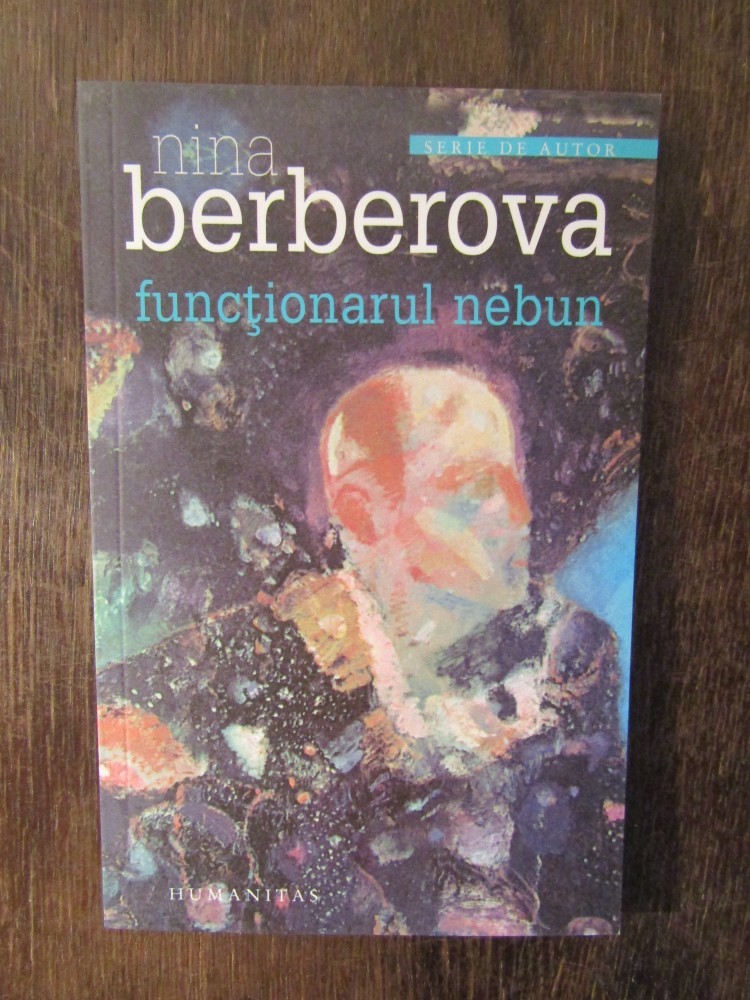 nina
SERIE DE AUTOR
berberova
funcţionarul nebun
HUMANITAS